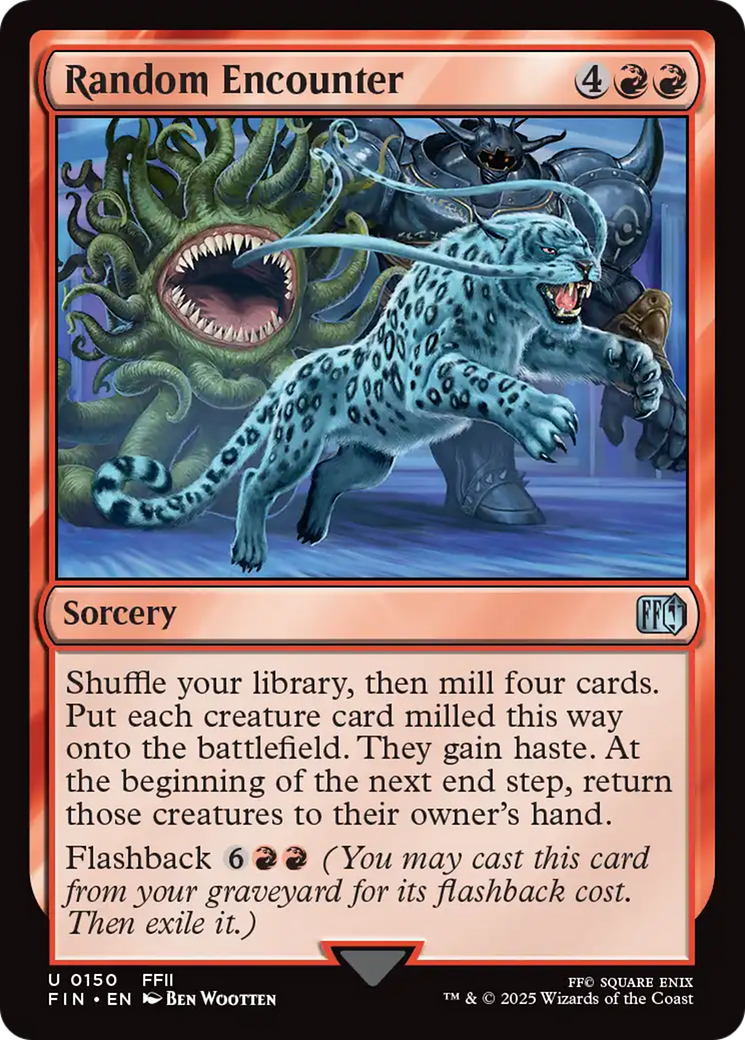 Random Encounter 4
Sorcery FF
Shuffle your library, then mill four cards.
Put each creature card milled this way
onto the battlefield. They gain haste. At
the beginning of the next end step, return
those creatures to their owner's hand.
Flashback 6 (You may cast this card
from your graveyard for its flashback cost.
Then exile it.)
U 0150 FFII
FIN • EN Ben Wootten
FF© SQUARE ENIX
™ & © 2025 Wizards of the Coast